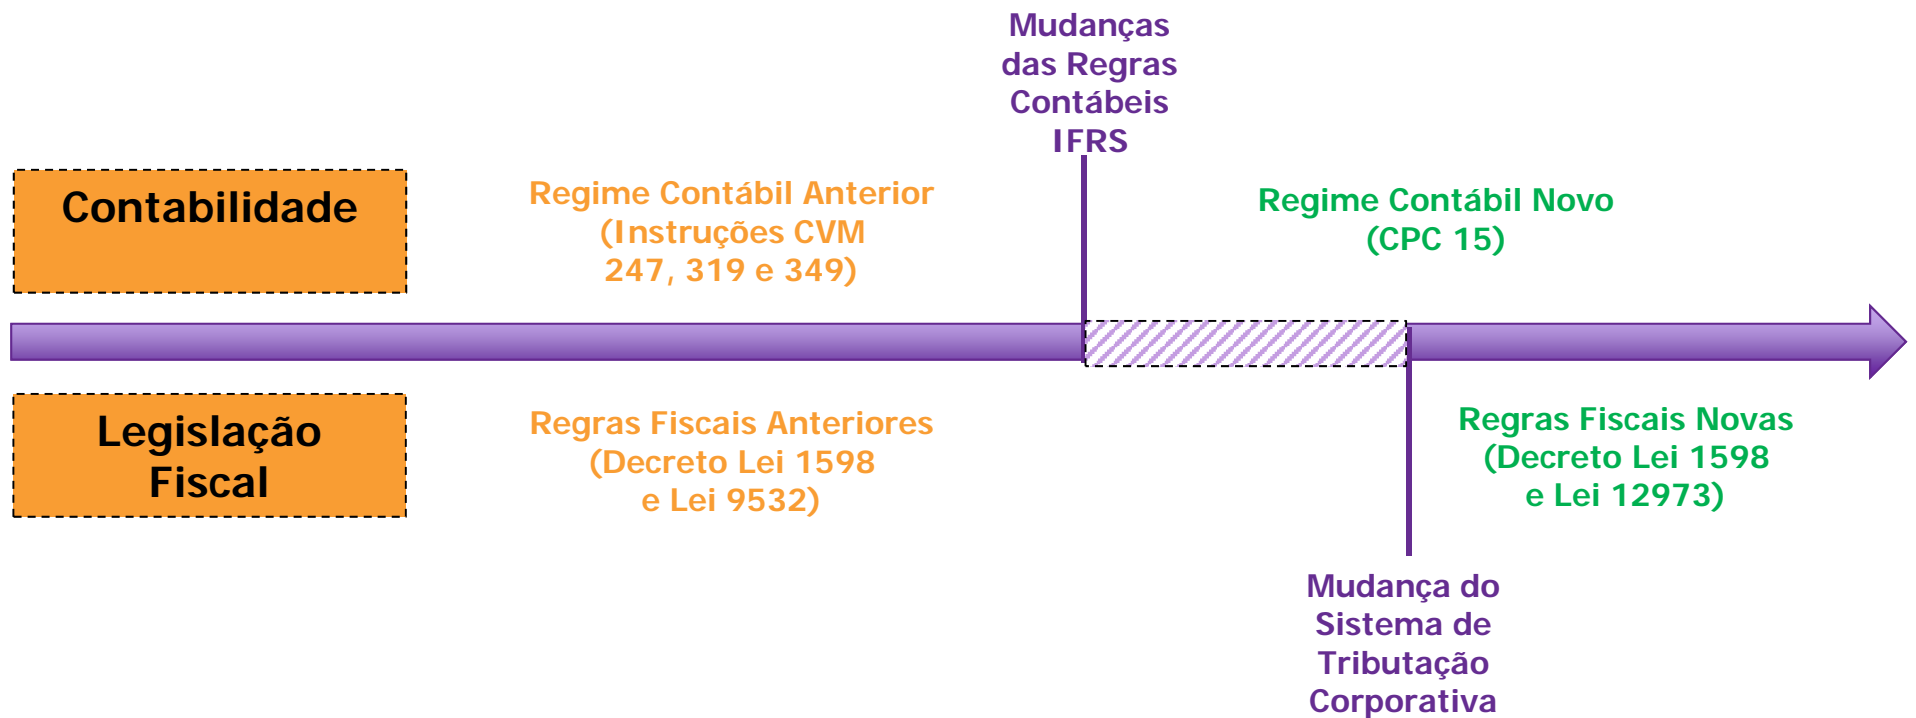 Mudanças
das Regras
Contábeis
IFRS
Contabilidade
Regime Contábil Anterior
(Instruções CVM
247, 319 e 349)
Regime Contábil Novo
(CPC 15)
Legislação
Fiscal
Regras Fiscais Anteriores
(Decreto Lei 1598
e Lei 9532)
Regras Fiscais Novas
(Decreto Lei 1598
e Lei 12973)
Mudança do
Sistema de
Tributação
Corporativa